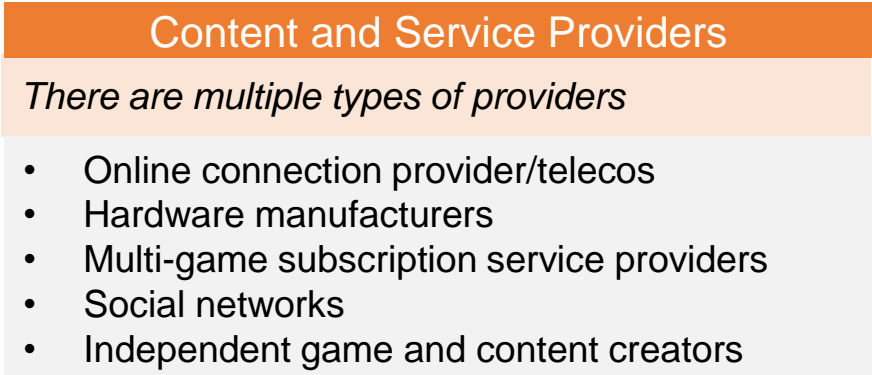 Content and Service Providers
There are multiple types of providers
• Online connection provider/telecos
• Hardware manufacturers
• Multi-game subscription service providers
• Social networks
• Independent game and content creators